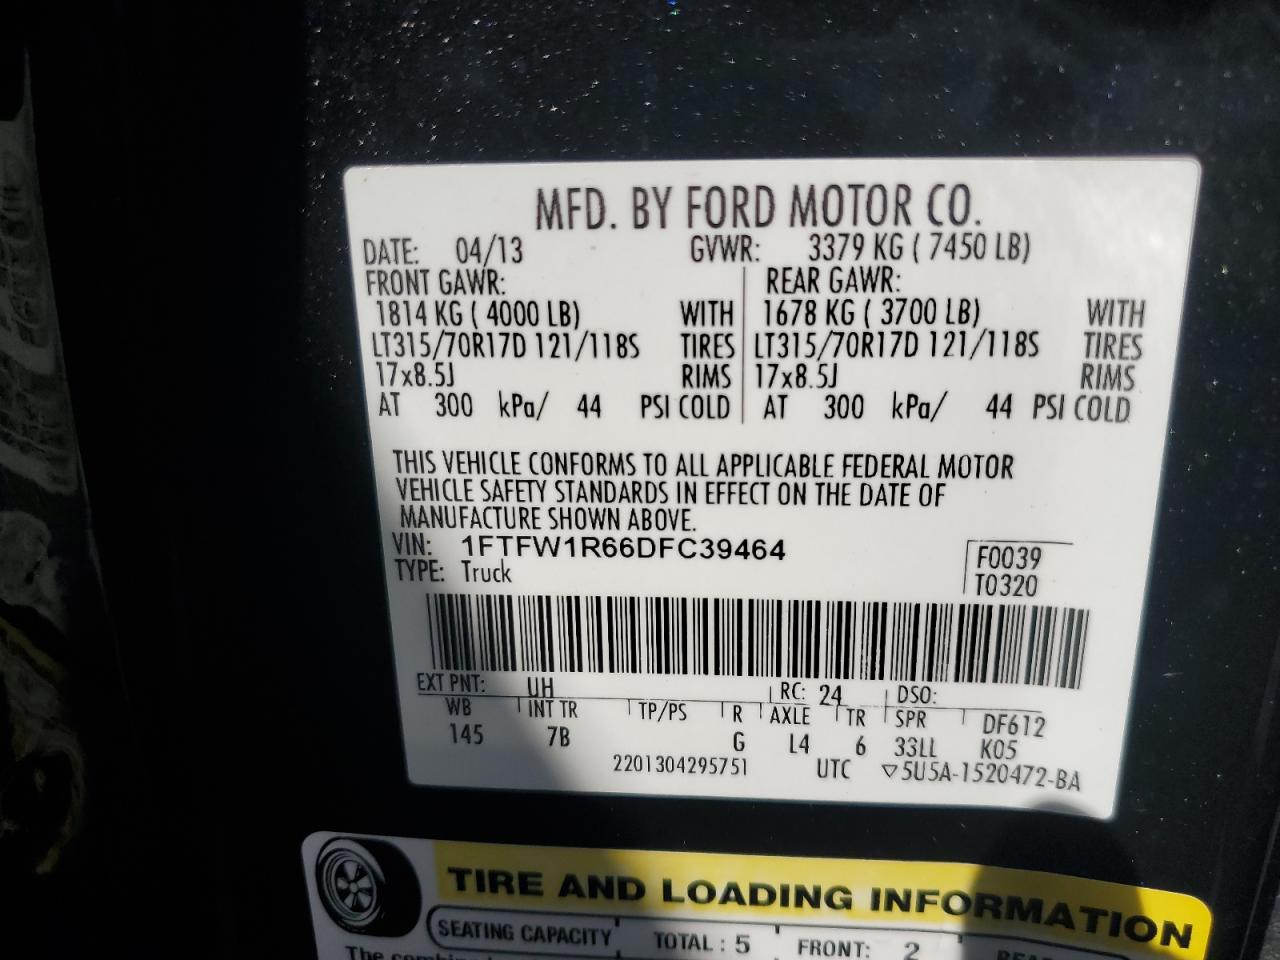 MFD. BY FORD MOTOR CO.
DATE: 04/13 GVWR: 3379 KG ( 7450 LB)
FRONT GAWR: REAR GAWR:
1814 KG ( 4000 LB) WITH 1678 KG ( 3700 LB) WITH
LT315/70R17D 121/118S TIRES LT315/70R17D 121/118S TIRES
17x8.5J RIMS 17x8.5J RIMS
AT 300 kPa/ 44 PSI COLD AT 300 kPa/ 44 PSI COLD
THIS VEHICLE CONFORMS TO ALL APPLICABLE FEDERAL MOTOR
VEHICLE SAFETY STANDARDS IN EFFECT ON THE DATE OF
MANUFACTURE SHOWN ABOVE.
VIN: 1FTFW1R66DFC39464 F0039
TYPE: Truck T0320
EXT PNT: UH RC: 24 DSO:
WB INT TR TP/PS R AXLE TR SPR DF612
145 7B G L4 6 33LL K05
2201304295751 UTC ▽5U5A-1520472-BA
TIRE AND LOADING INFORMATION
SEATING CAPACITY TOTAL : 5 FRONT: 2
The